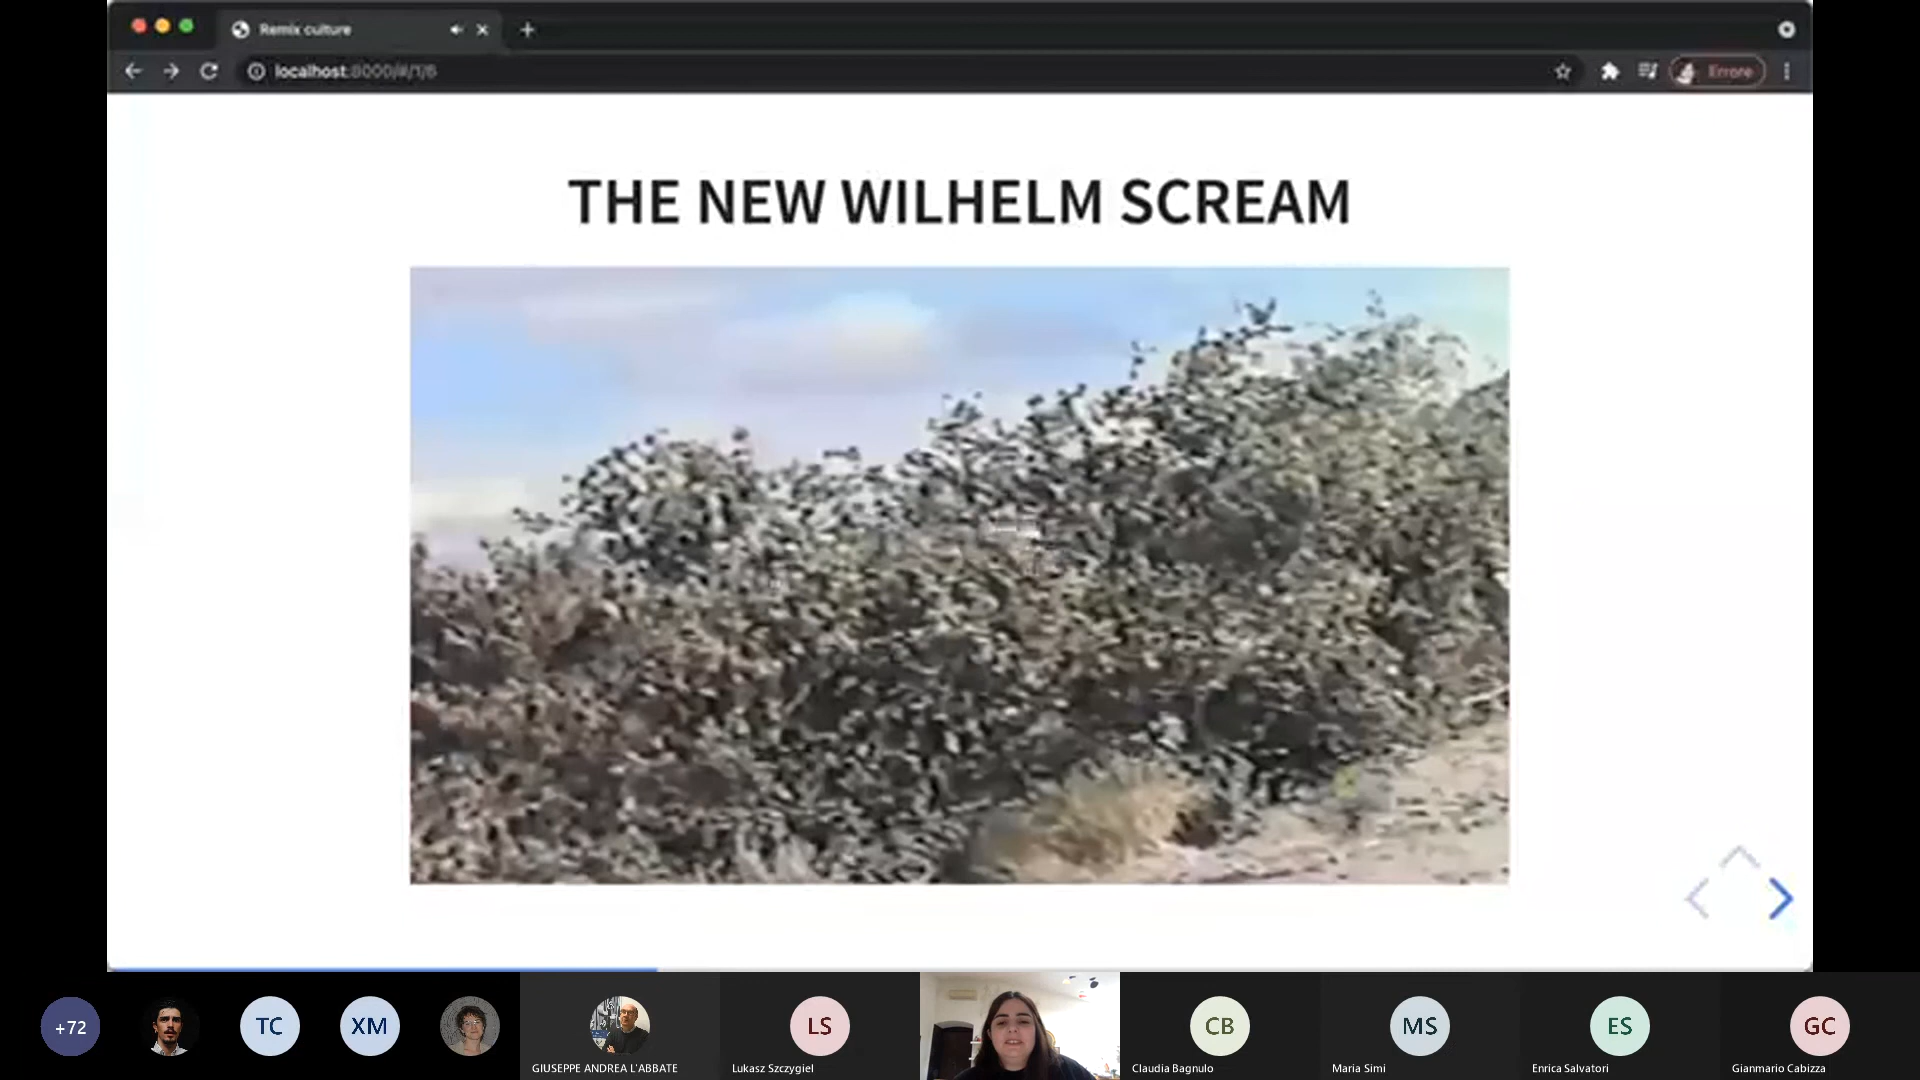 Remix culture
localhost:8000/#/1/6
Errore
THE NEW WILHELM SCREAM
+72
TC
XM
GIUSEPPE ANDREA L'ABBATE
LS
Lukasz Szczygiel
CB
Claudia Bagnulo
MS
Maria Simi
ES
Enrica Salvatori
GC
Gianmario Cabizza